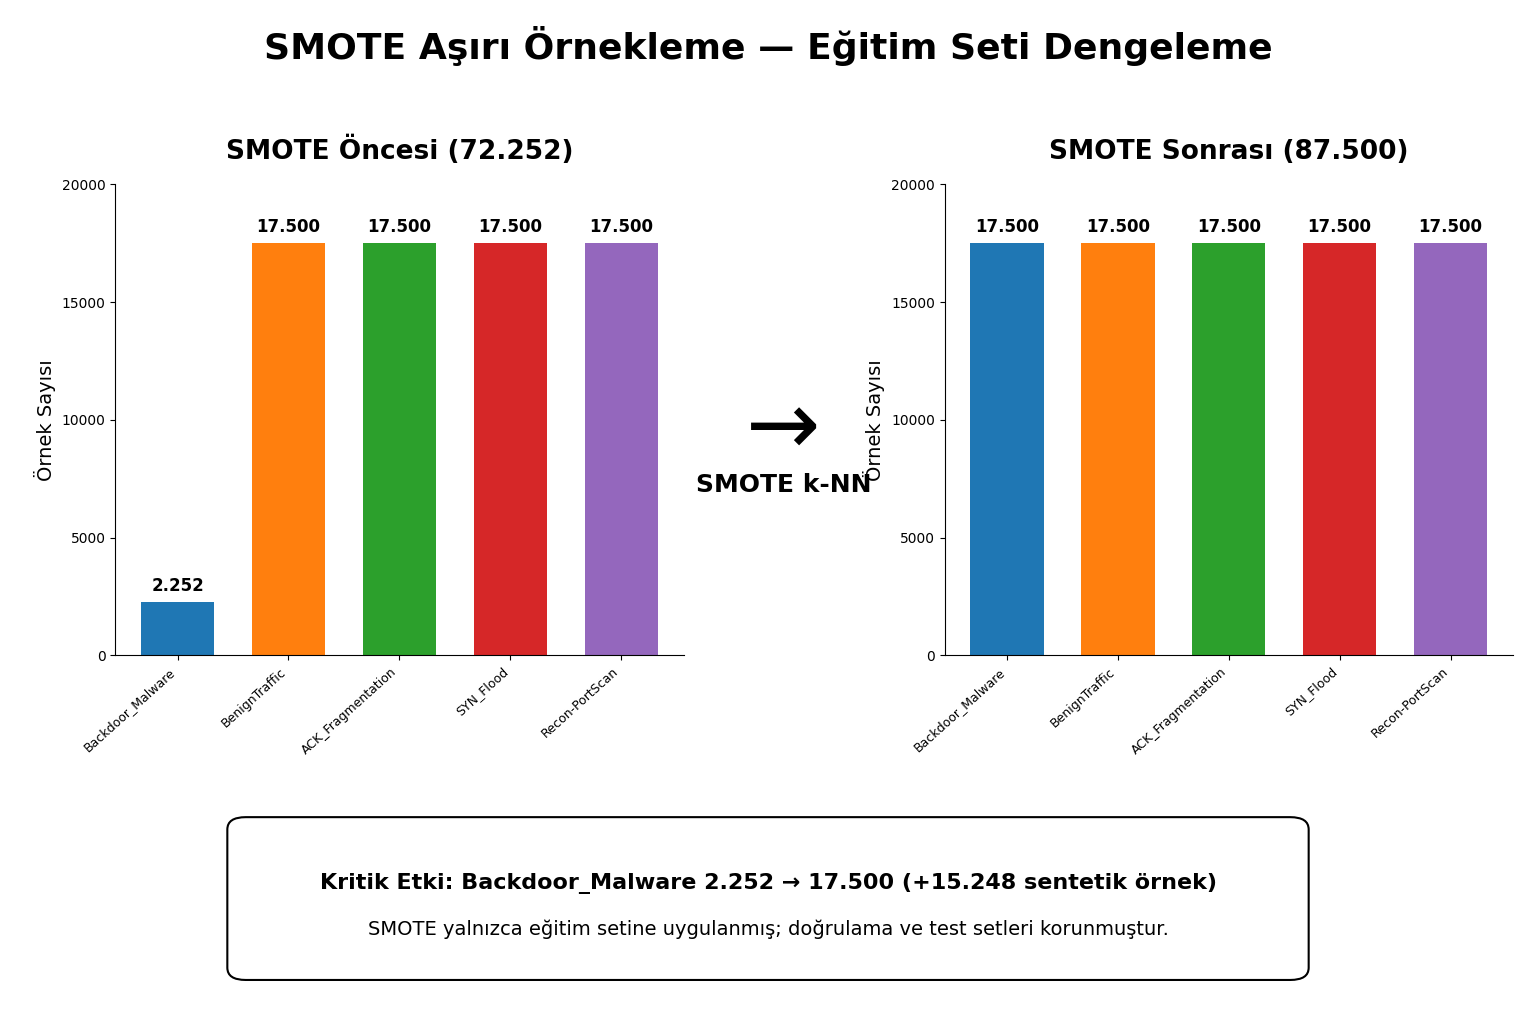 SMOTE Aşırı Örnekleme — Eğitim Seti Dengeleme
SMOTE Öncesi (72.252)
20000
15000
10000
5000
0
Örnek Sayısı
2.252
17.500
17.500
17.500
17.500
Backdoor_Malware
BenignTraffic
ACK_Fragmentation
SYN_Flood
Recon-PortScan
→
SMOTE k-NN
SMOTE Sonrası (87.500)
20000
15000
10000
5000
0
Örnek Sayısı
17.500
17.500
17.500
17.500
17.500
Backdoor_Malware
BenignTraffic
ACK_Fragmentation
SYN_Flood
Recon-PortScan
Kritik Etki: Backdoor_Malware 2.252 → 17.500 (+15.248 sentetik örnek)
SMOTE yalnızca eğitim setine uygulanmış; doğrulama ve test setleri korunmuştur.